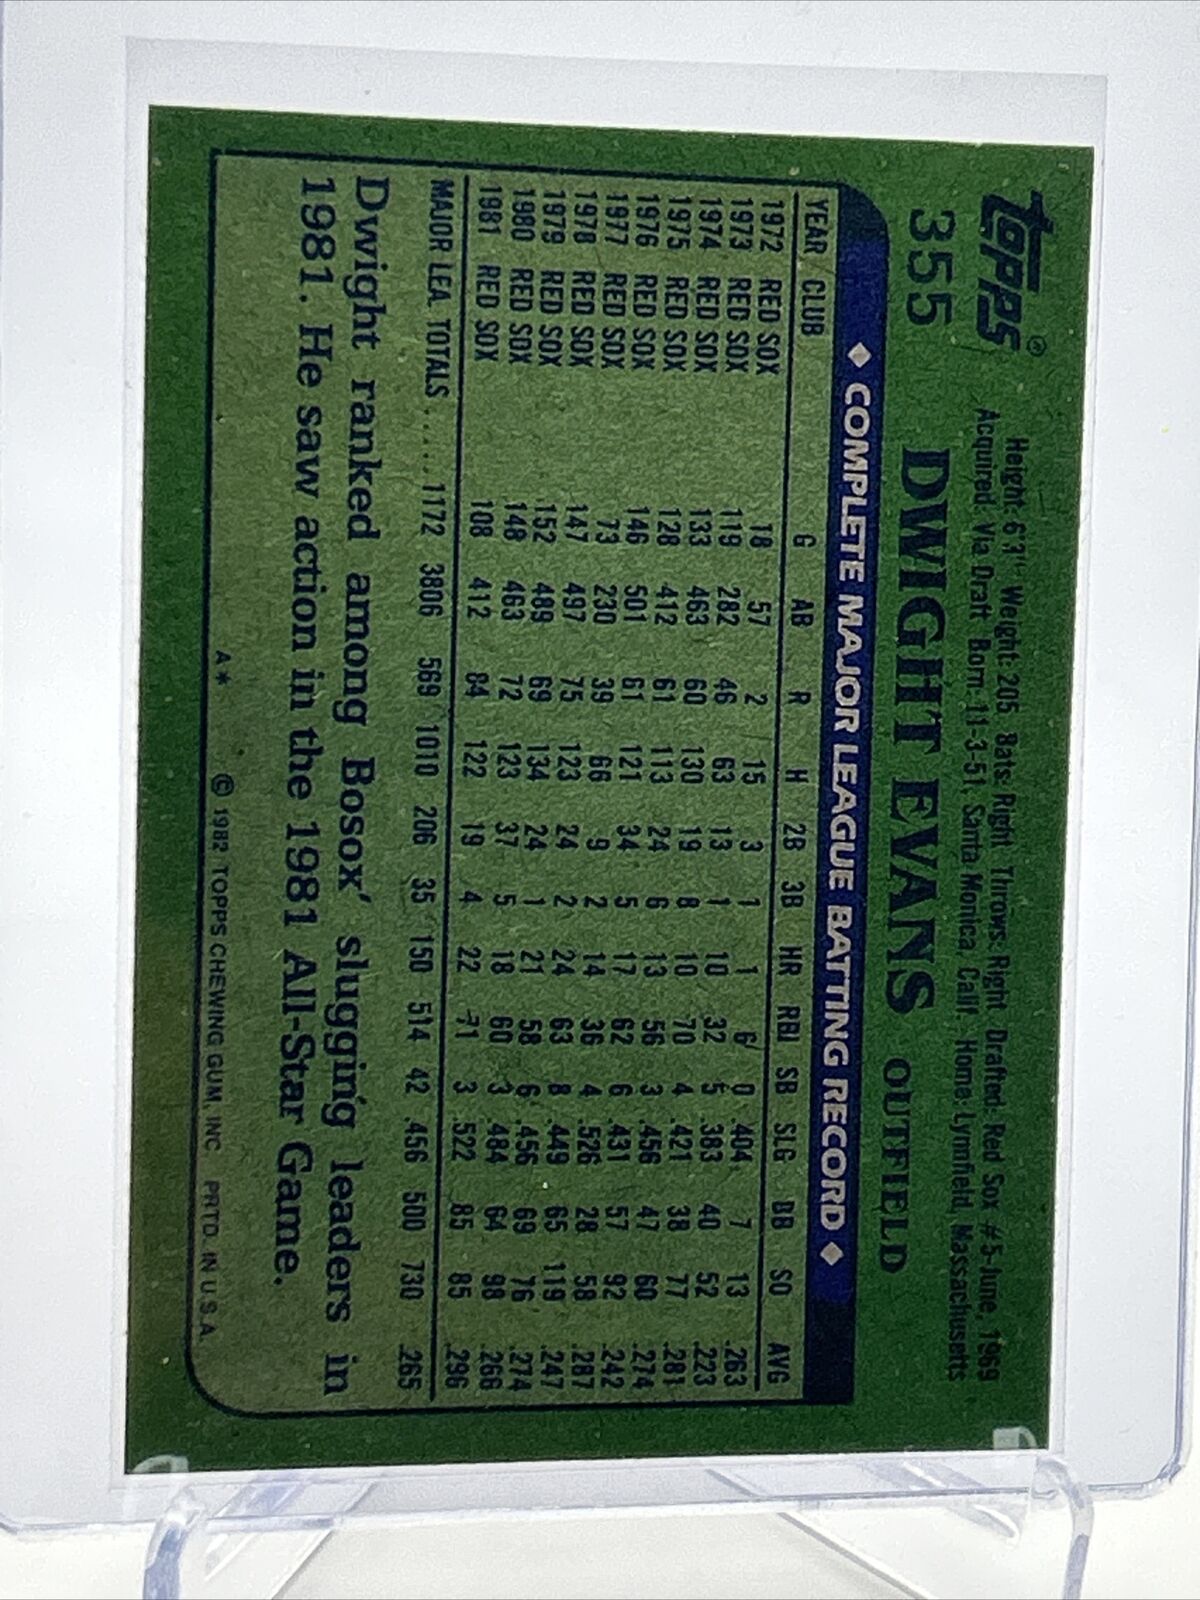 TOPPS®
355 DWIGHT EVANS OUTFIELD
Height: 6'3" Weight: 205 Bats: Right Throws: Right Drafted: Red Sox #5-June, 1969
Acquired: Via Draft Born: 11-3-51, Santa Monica, Calif. Home: Lynnfield, Massachusetts
◆ COMPLETE MAJOR LEAGUE BATTING RECORD ◆
YEAR CLUB G AB R H 2B 3B HR RBI SB SLG BB SO AVG
1972 RED SOX 18 57 2 15 3 1 1 6 0 .404 7 13 .263
1973 RED SOX 119 282 46 63 13 1 10 32 5 .383 40 52 .223
1974 RED SOX 133 463 60 130 19 8 10 70 4 .421 38 77 .281
1975 RED SOX 128 412 61 113 24 6 13 56 3 .456 47 60 .274
1976 RED SOX 146 501 61 121 34 5 17 62 6 .431 57 92 .242
1977 RED SOX 73 230 39 66 9 2 14 36 4 .526 28 58 .287
1978 RED SOX 147 497 75 123 24 2 24 63 8 .449 65 119 .247
1979 RED SOX 152 489 69 134 24 1 21 58 6 .456 69 76 .274
1980 RED SOX 148 463 72 123 37 5 18 60 3 .484 64 98 .266
1981 RED SOX 108 412 84 122 19 4 22 71 3 .522 85 85 .296
MAJOR LEA. TOTALS ...... 1172 3806 569 1010 206 35 150 514 42 .456 500 730 .265
Dwight ranked among Bosox' slugging leaders in
1981. He saw action in the 1981 All-Star Game.
A* © 1982 TOPPS CHEWING GUM, INC. PRTD. IN U.S.A.